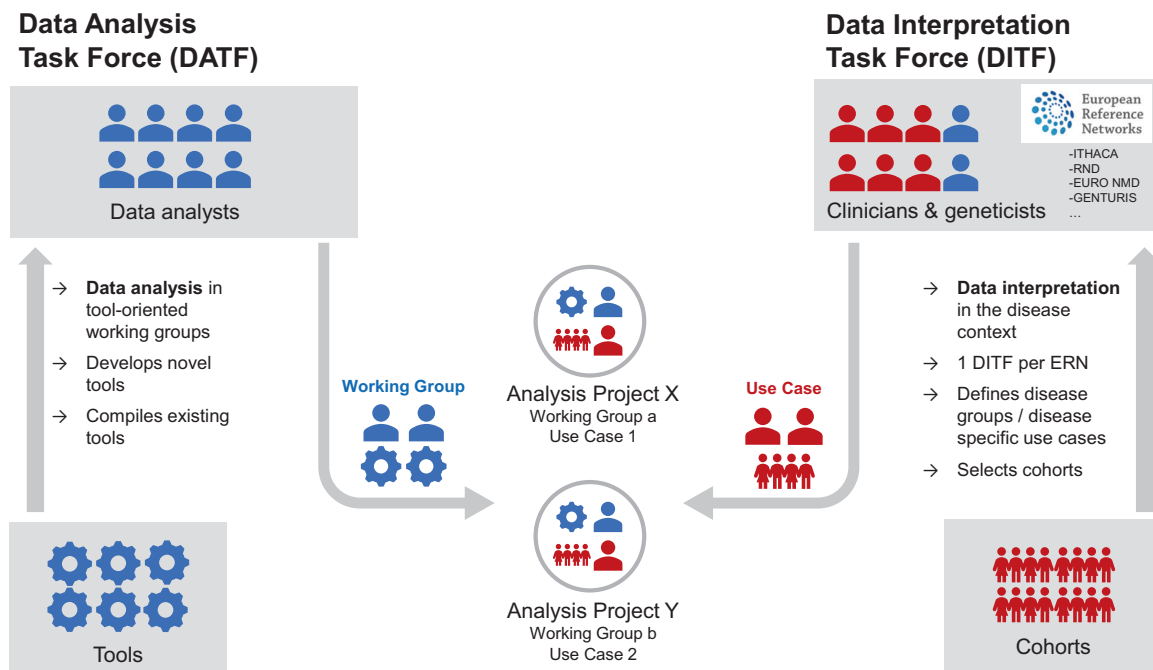 Data Analysis
Task Force (DATF)
Data analysts
→ Data analysis in
tool-oriented
working groups
→ Develops novel
tools
→ Compiles existing
tools
Tools
Working Group
Analysis Project X
Working Group a
Use Case 1
Analysis Project Y
Working Group b
Use Case 2
Use Case
Data Interpretation
Task Force (DITF)
European
Reference
Networks
-ITHACA
-RND
-EURO NMD
-GENTURIS
...
Clinicians & geneticists
→ Data interpretation
in the disease
context
→ 1 DITF per ERN
→ Defines disease
groups / disease
specific use cases
→ Selects cohorts
Cohorts